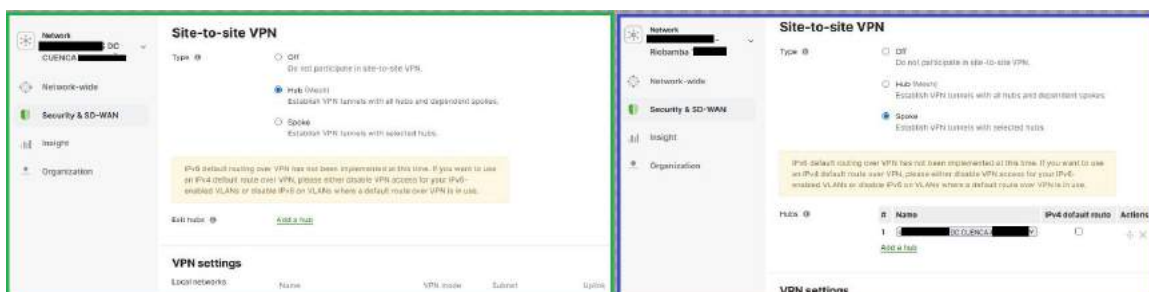 Network
DC
CUENCA
Network-wide
Security & SD-WAN
Insight
Organization
Site-to-site VPN
Type
Off
Do not participate in site-to-site VPN.
Hub (Mesh)
Establish VPN tunnels with all hubs and dependent spokes.
Spoke
Establish VPN tunnels with selected hubs.
IPv6 default routing over VPN has not been implemented at this time. If you want to use
an IPv4 default route over VPN, please either disable VPN access for your IPv6-
enabled VLANs or disable IPv6 on VLANs where a default route over VPN is in use.
Exit hubs
Add a hub
VPN settings
Local networks
Name
VPN mode
Subnet
Uplink
Network
Riobamba
Network-wide
Security & SD-WAN
Insight
Organization
Site-to-site VPN
Type
Off
Do not participate in site-to-site VPN.
Hub (Mesh)
Establish VPN tunnels with all hubs and dependent spokes.
Spoke
Establish VPN tunnels with selected hubs.
IPv6 default routing over VPN has not been implemented at this time. If you want to use
an IPv4 default route over VPN, please either disable VPN access for your IPv6-
enabled VLANs or disable IPv6 on VLANs where a default route over VPN is in use.
Hubs
# Name IPv4 default route Actions
1 DC CUENCA
Add a hub
VPN settings